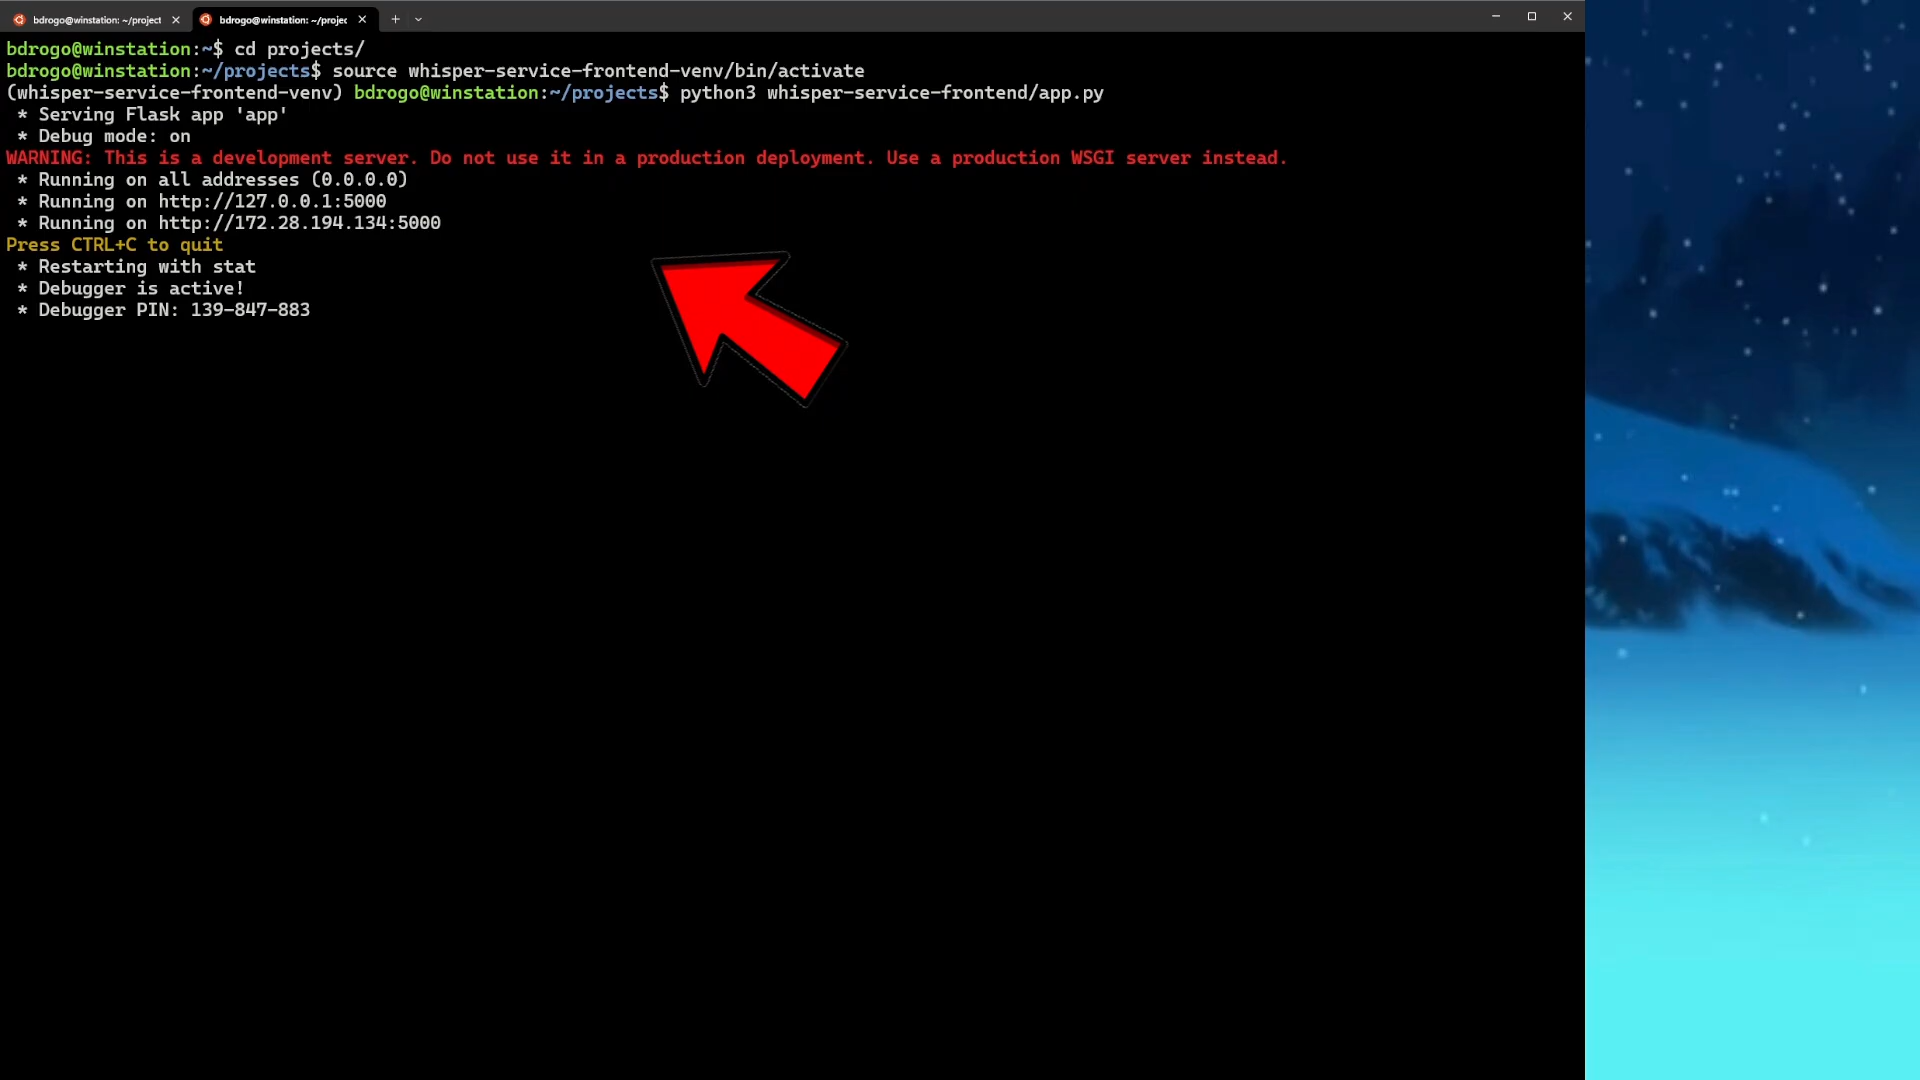 bdrogo@winstation: ~/project
bdrogo@winstation: ~/projec
bdrogo@winstation:~$ cd projects/
bdrogo@winstation:~/projects$ source whisper-service-frontend-venv/bin/activate
(whisper-service-frontend-venv) bdrogo@winstation:~/projects$ python3 whisper-service-frontend/app.py
 * Serving Flask app 'app'
 * Debug mode: on
WARNING: This is a development server. Do not use it in a production deployment. Use a production WSGI server instead.
 * Running on all addresses (0.0.0.0)
 * Running on http://127.0.0.1:5000
 * Running on http://172.28.194.134:5000
Press CTRL+C to quit
 * Restarting with stat
 * Debugger is active!
 * Debugger PIN: 139-847-883